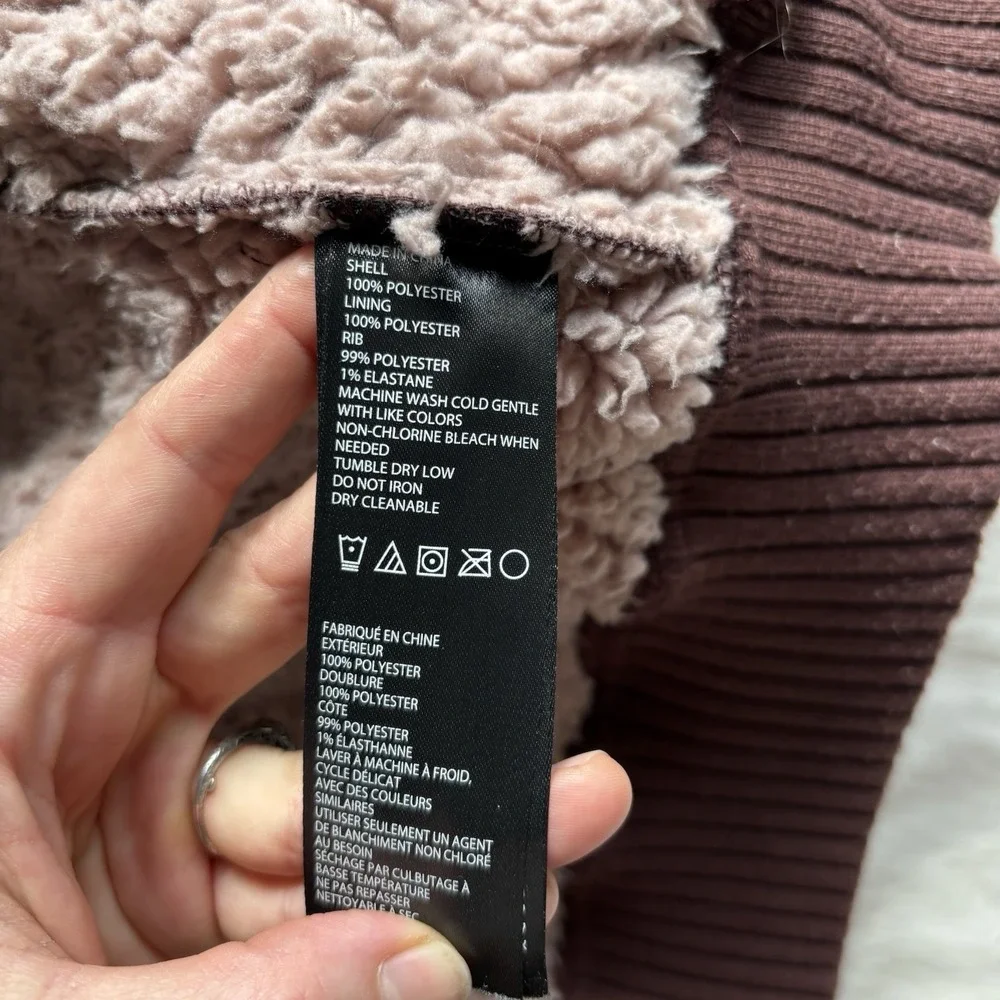 MADE IN CHINA
SHELL
100% POLYESTER
LINING
100% POLYESTER
RIB
99% POLYESTER
1% ELASTANE
MACHINE WASH COLD GENTLE
WITH LIKE COLORS
NON-CHLORINE BLEACH WHEN
NEEDED
TUMBLE DRY LOW
DO NOT IRON
DRY CLEANABLE
FABRIQUÉ EN CHINE
EXTÉRIEUR
100% POLYESTER
DOUBLURE
100% POLYESTER
CÔTE
99% POLYESTER
1% ÉLASTHANNE
LAVER À MACHINE À FROID,
CYCLE DÉLICAT
AVEC DES COULEURS
SIMILAIRES
UTILISER SEULEMENT UN AGENT
DE BLANCHIMENT NON CHLORÉ
AU BESOIN
SÉCHAGE PAR CULBUTAGE À
BASSE TEMPÉRATURE
NE PAS REPASSER
NETTOYABLE À SEC